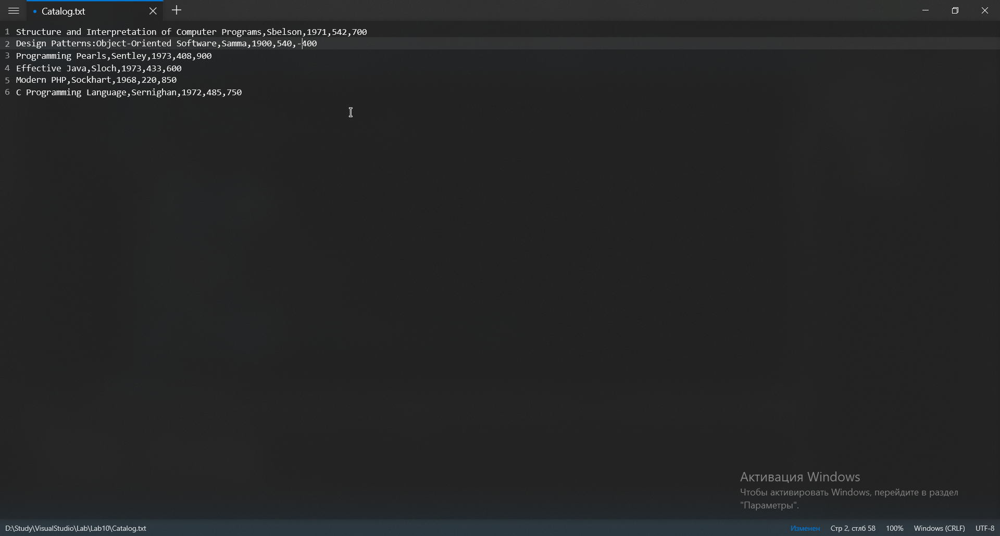 Catalog.txt
1 Structure and Interpretation of Computer Programs,Sbelson,1971,542,700
2 Design Patterns:Object-Oriented Software,Samma,1900,540,-400
3 Programming Pearls,Sentley,1973,408,900
4 Effective Java,Sloch,1973,433,600
5 Modern PHP,Sockhart,1968,220,850
6 C Programming Language,Sernighan,1972,485,750
Активация Windows
Чтобы активировать Windows, перейдите в раздел
"Параметры".
D:\Study\VisualStudio\Lab\Lab10\Catalog.txt Изменен Стр 2, стлб 58 100% Windows (CRLF) UTF-8